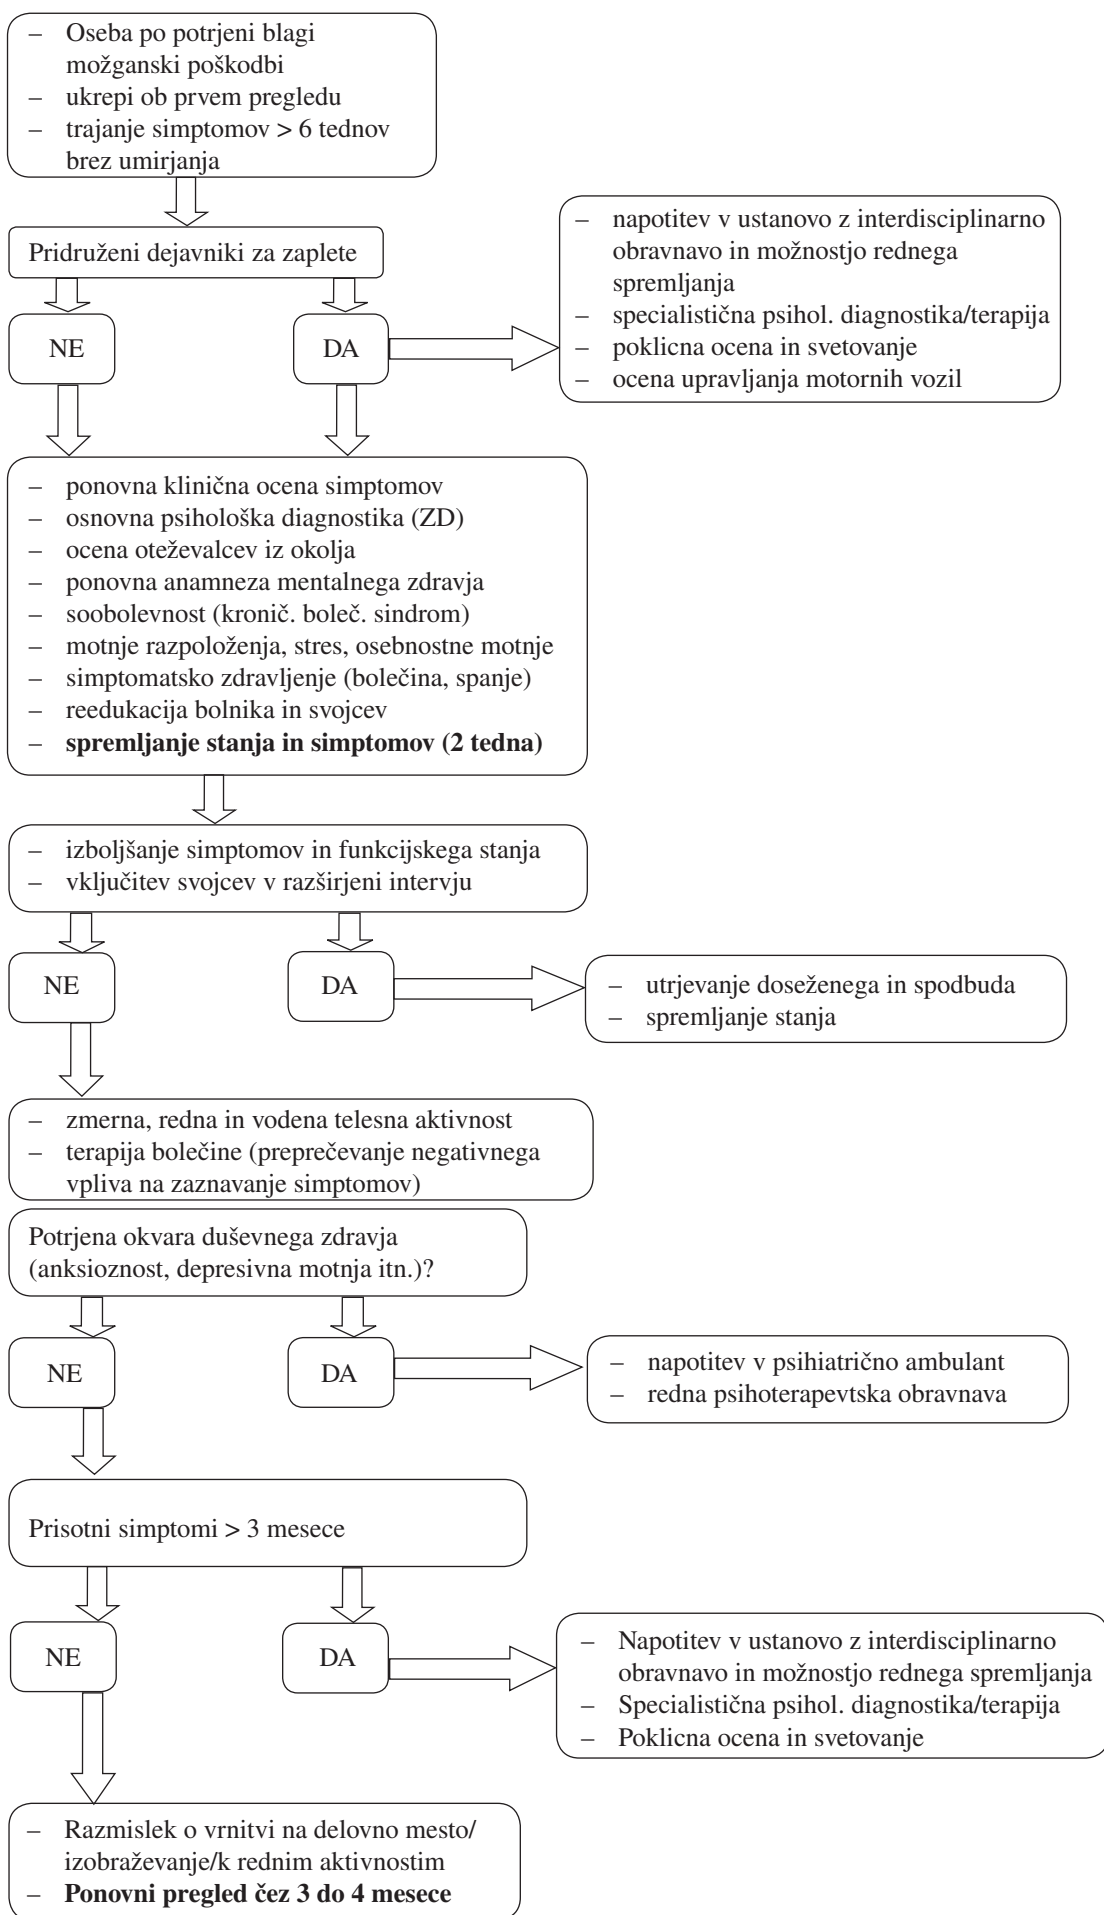 – Oseba po potrjeni blagi
možganski poškodbi
– ukrepi ob prvem pregledu
– trajanje simptomov > 6 tednov
brez umirjanja
Pridruženi dejavniki za zaplete
NE
DA
– napotitev v ustanovo z interdisciplinarno
obravnavo in možnostjo rednega
spremljanja
– specialistična psihol. diagnostika/terapija
– poklicna ocena in svetovanje
– ocena upravljanja motornih vozil
– ponovna klinična ocena simptomov
– osnovna psihološka diagnostika (ZD)
– ocena oteževalcev iz okolja
– ponovna anamneza mentalnega zdravja
– soobolevnost (kronič. boleč. sindrom)
– motnje razpoloženja, stres, osebnostne motnje
– simptomatsko zdravljenje (bolečina, spanje)
– reedukacija bolnika in svojcev
– spremljanje stanja in simptomov (2 tedna)
– izboljšanje simptomov in funkcijskega stanja
– vključitev svojcev v razširjeni intervju
NE
DA
– utrjevanje doseženega in spodbuda
– spremljanje stanja
– zmerna, redna in vodena telesna aktivnost
– terapija bolečine (preprečevanje negativnega
vpliva na zaznavanje simptomov)
Potrjena okvara duševnega zdravja
(anksioznost, depresivna motnja itn.)?
NE
DA
– napotitev v psihiatrično ambulant
– redna psihoterapevtska obravnava
Prisotni simptomi > 3 mesece
NE
DA
– Napotitev v ustanovo z interdisciplinarno
obravnavo in možnostjo rednega spremljanja
– Specialistična psihol. diagnostika/terapija
– Poklicna ocena in svetovanje
– Razmislek o vrnitvi na delovno mesto/
izobraževanje/k rednim aktivnostim
– Ponovni pregled čez 3 do 4 mesece